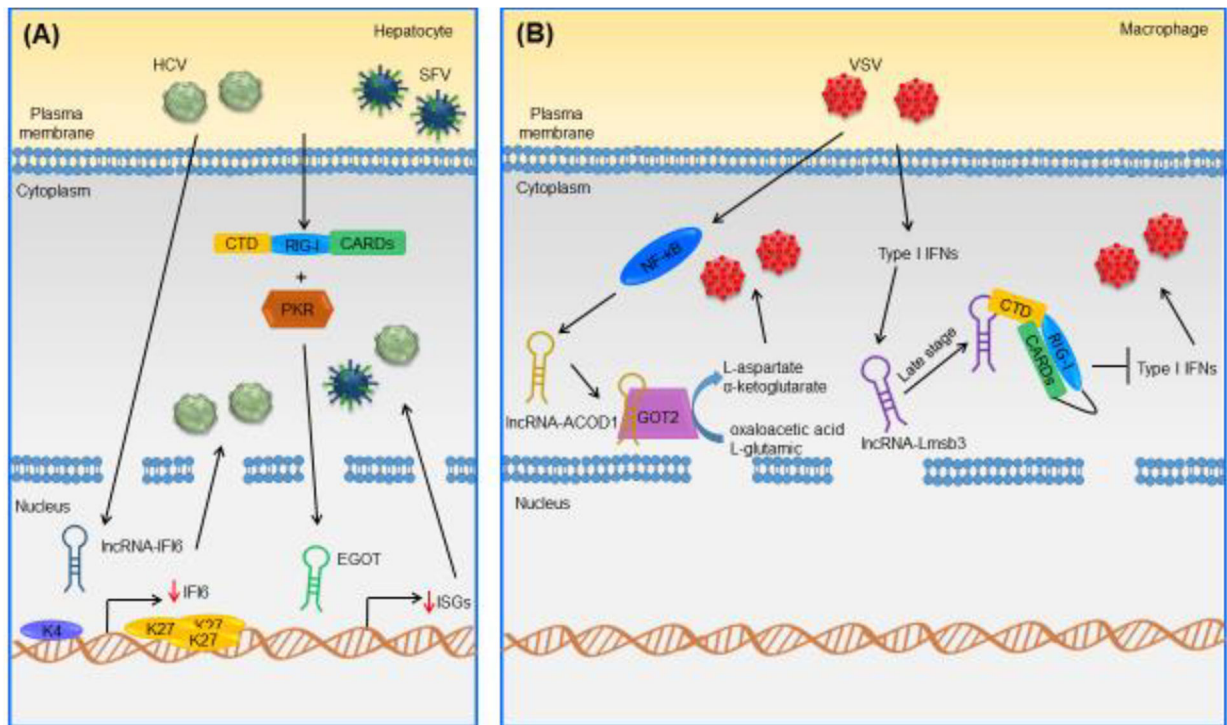 (A)
Hepatocyte
HCV
SFV
Plasma
membrane
Cytoplasm
CTD
RIG-I
CARDs
+
PKR
Nucleus
lncRNA-IFI6
EGOT
IFI6
ISGs
K4
K27
K27
K27
(B)
Macrophage
VSV
Plasma
membrane
Cytoplasm
NF-κB
Type I IFNs
CTD
RIG-I
CARDs
Late stage
Type I IFNs
L-aspartate
α-ketoglutarate
lncRNA-ACOD1
GOT2
oxaloacetic acid
L-glutamic
lncRNA-Lmsb3
Nucleus